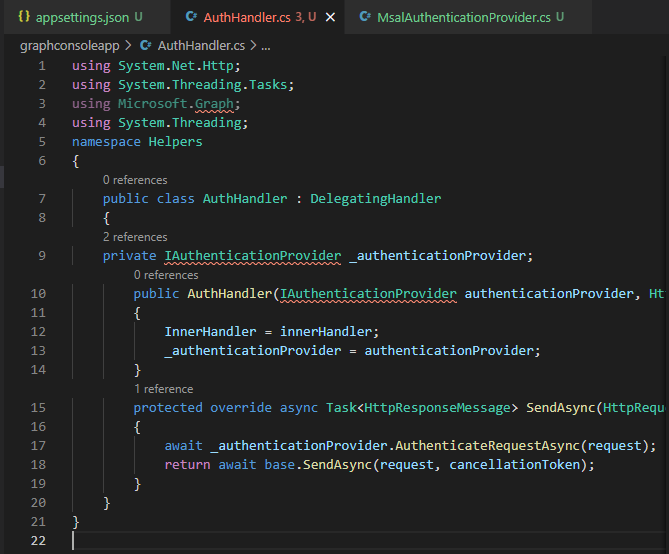 {} appsettings.json U
C# AuthHandler.cs 3, U ×
C# MsalAuthenticationProvider.cs U
graphconsoleapp > C# AuthHandler.cs > ...
1 using System.Net.Http;
2 using System.Threading.Tasks;
3 using Microsoft.Graph;
4 using System.Threading;
5 namespace Helpers
6 {
0 references
7 public class AuthHandler : DelegatingHandler
8 {
2 references
9 private IAuthenticationProvider _authenticationProvider;
0 references
10 public AuthHandler(IAuthenticationProvider authenticationProvider, Ht
11 {
12 InnerHandler = innerHandler;
13 _authenticationProvider = authenticationProvider;
14 }
1 reference
15 protected override async Task<HttpResponseMessage> SendAsync(HttpRequ
16 {
17 await _authenticationProvider.AuthenticateRequestAsync(request);
18 return await base.SendAsync(request, cancellationToken);
19 }
20 }
21 }
22